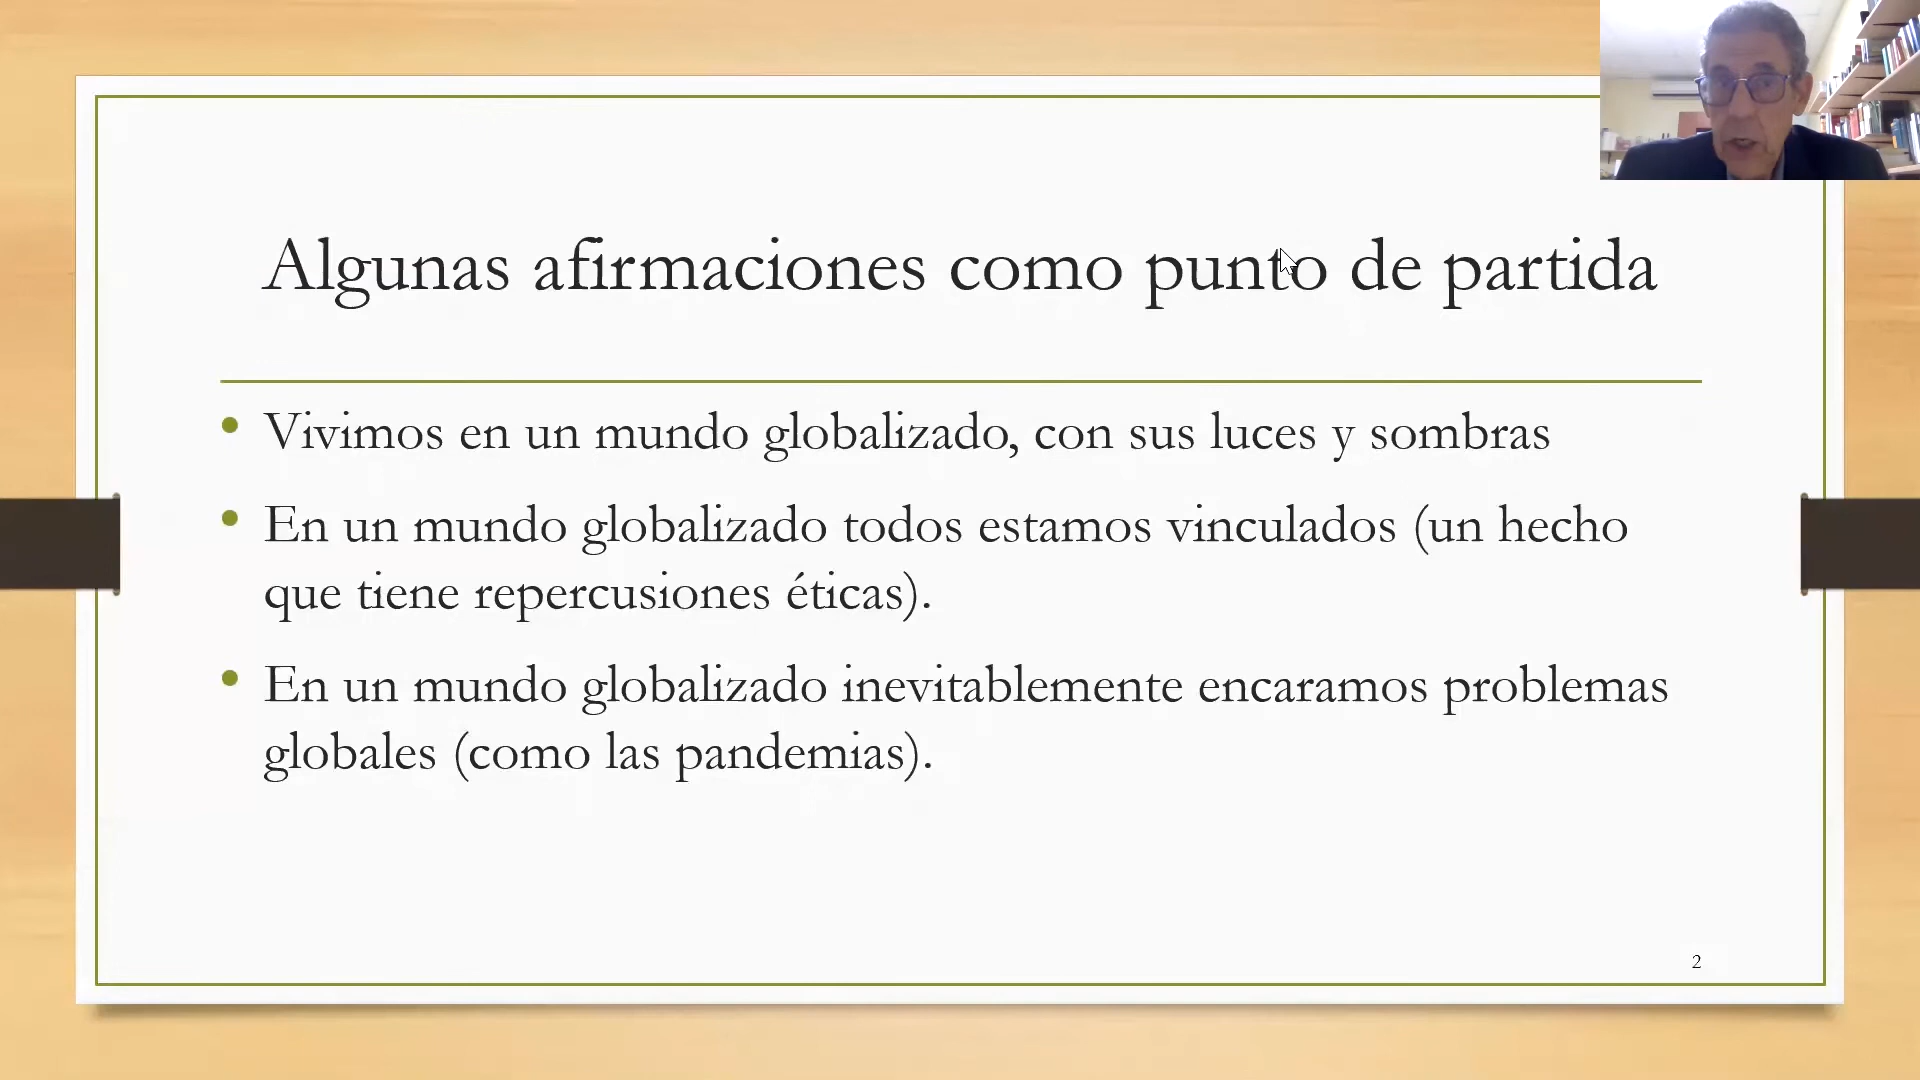 Algunas afirmaciones como punto de partida
• Vivimos en un mundo globalizado, con sus luces y sombras
• En un mundo globalizado todos estamos vinculados (un hecho
que tiene repercusiones éticas).
• En un mundo globalizado inevitablemente encaramos problemas
globales (como las pandemias).
2